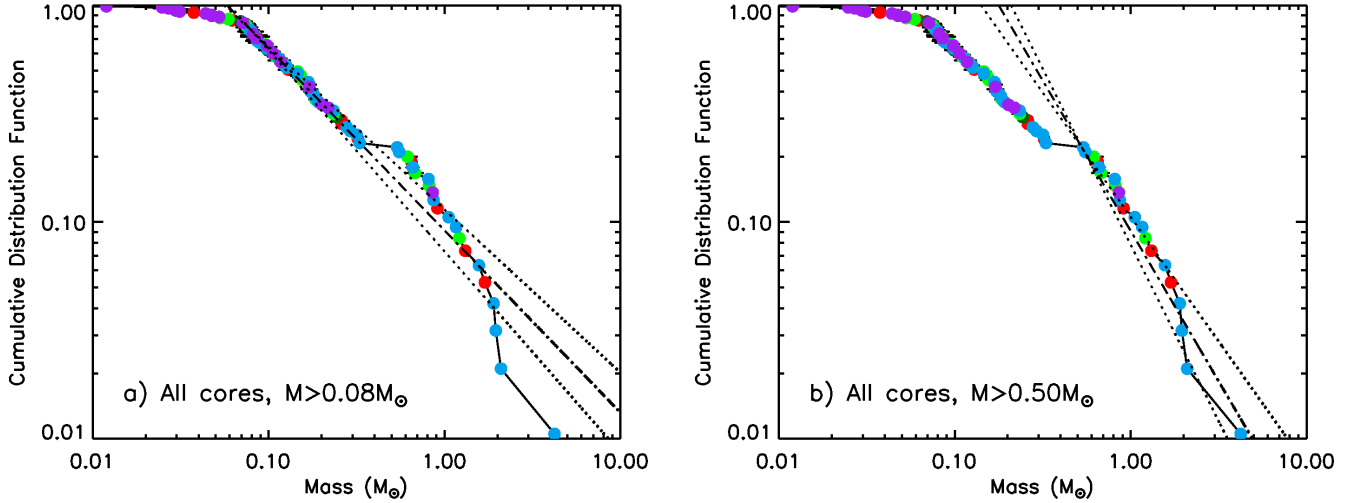 1.00
0.10
0.01
Cumulative Distribution Function
a) All cores, M>0.08M⊙
0.01 0.10 1.00 10.00
Mass (M⊙)
1.00
0.10
0.01
Cumulative Distribution Function
b) All cores, M>0.50M⊙
0.01 0.10 1.00 10.00
Mass (M⊙)